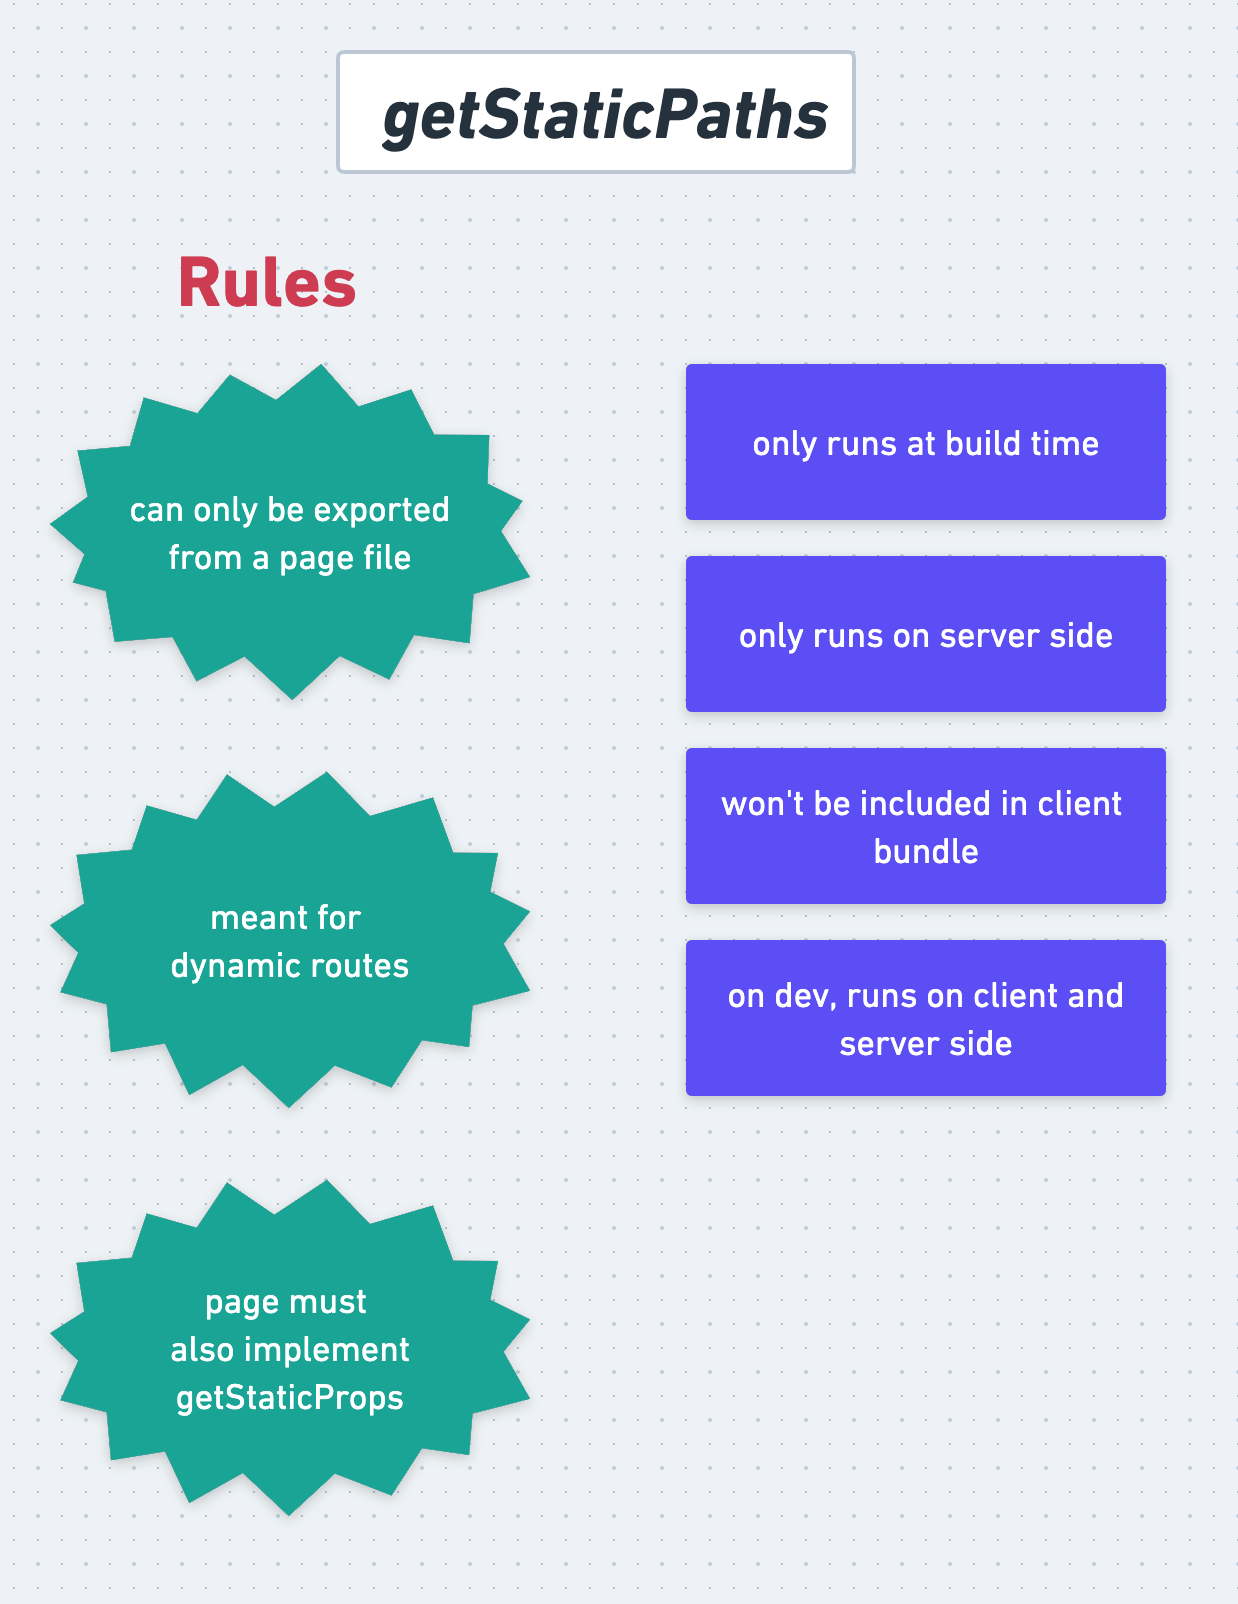 getStaticPaths
Rules
can only be exported
from a page file
meant for
dynamic routes
page must
also implement
getStaticProps
only runs at build time
only runs on server side
won't be included in client
bundle
on dev, runs on client and
server side